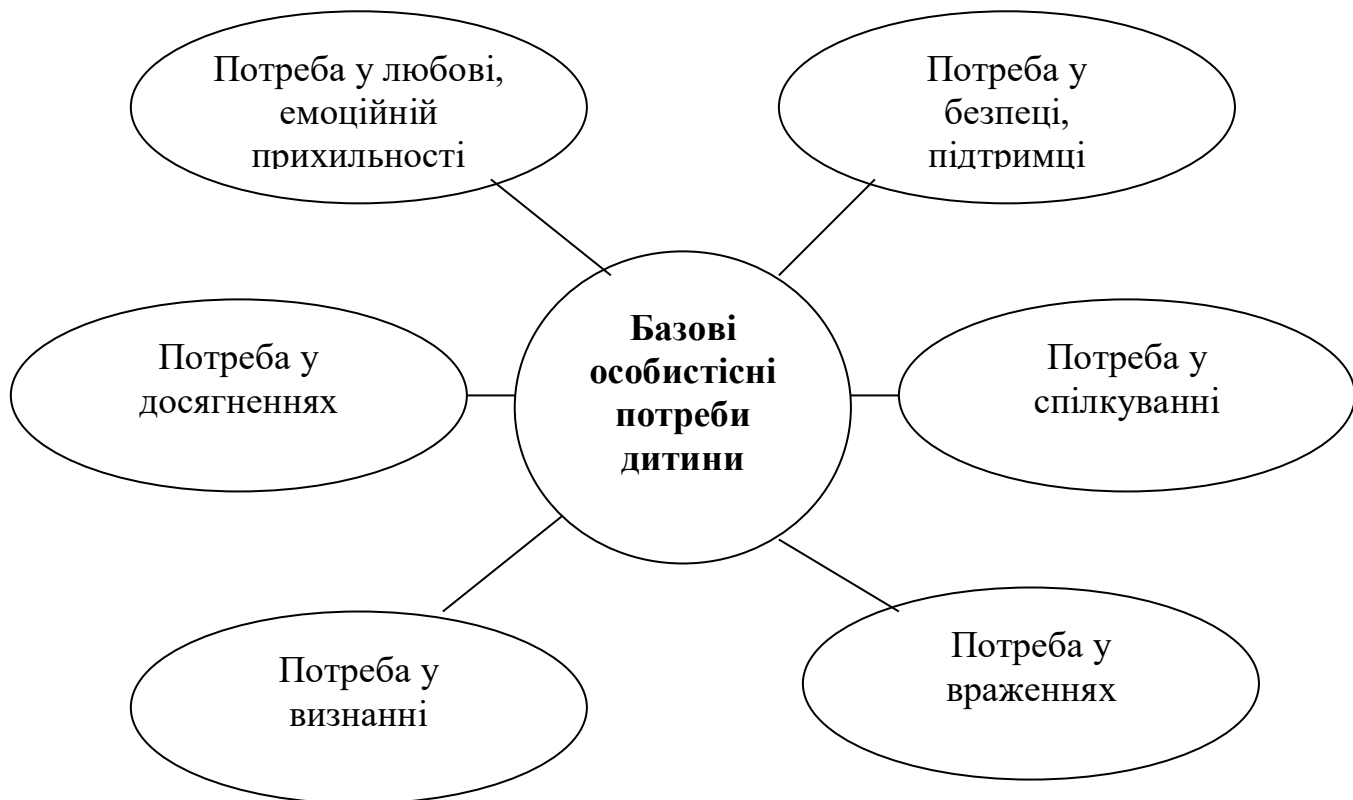 Потреба у любові,
емоційній
прихильності
Потреба у
безпеці,
підтримці
Базові
особистісні
потреби
дитини
Потреба у
досягненнях
Потреба у
спілкуванні
Потреба у
визнанні
Потреба у
враженнях